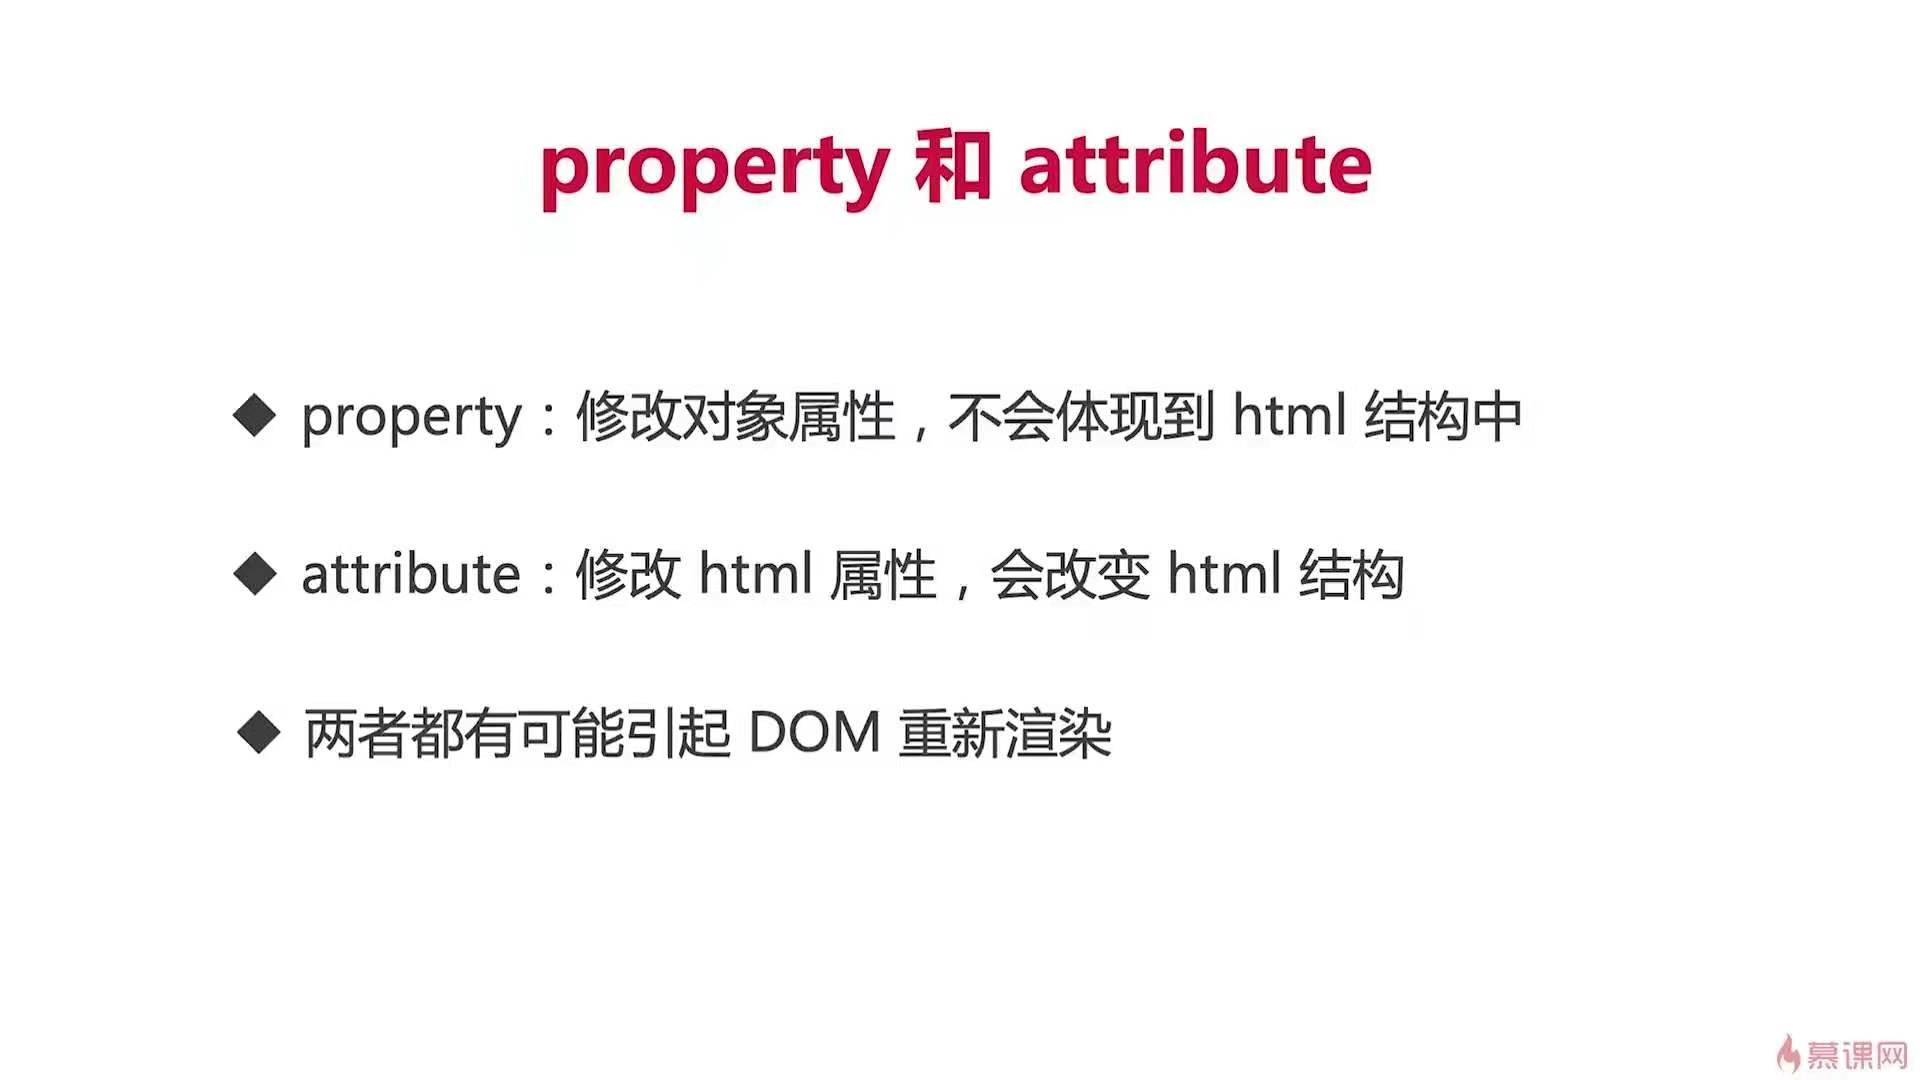 property 和 attribute
◆ property：修改对象属性，不会体现到 html 结构中
◆ attribute：修改 html 属性，会改变 html 结构
◆ 两者都有可能引起 DOM 重新渲染
慕课网